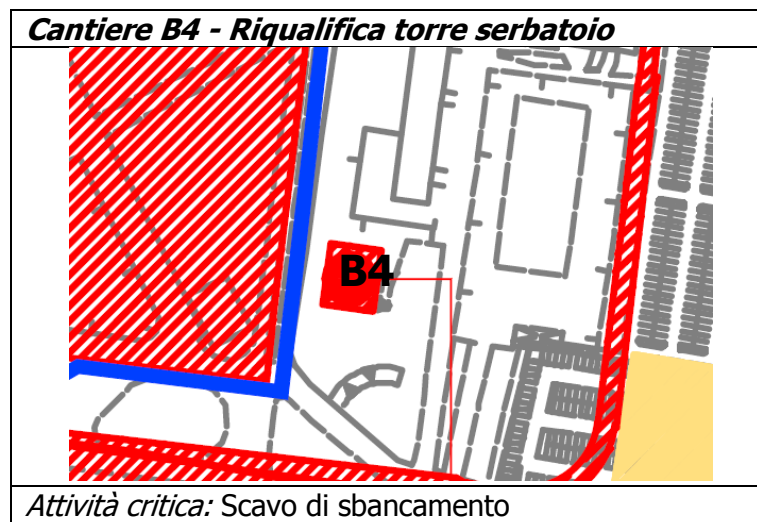 Cantiere B4 - Riqualifica torre serbatoio
B4
Attività critica: Scavo di sbancamento